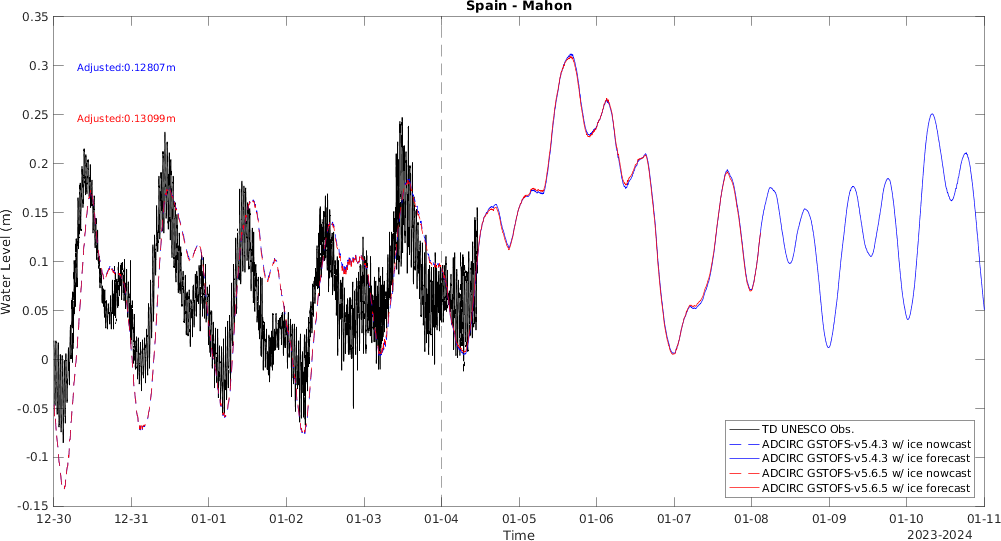 Spain - Mahon
0.35
0.3
0.25
0.2
0.15
0.1
0.05
0
-0.05
-0.1
-0.15
Water Level (m)
Adjusted:0.12807m
Adjusted:0.13099m
TD UNESCO Obs.
ADCIRC GSTOFS-v5.4.3 w/ ice nowcast
ADCIRC GSTOFS-v5.4.3 w/ ice forecast
ADCIRC GSTOFS-v5.6.5 w/ ice nowcast
ADCIRC GSTOFS-v5.6.5 w/ ice forecast
12-30 12-31 01-01 01-02 01-03 01-04 01-05 01-06 01-07 01-08 01-09 01-10 01-11
Time
2023-2024